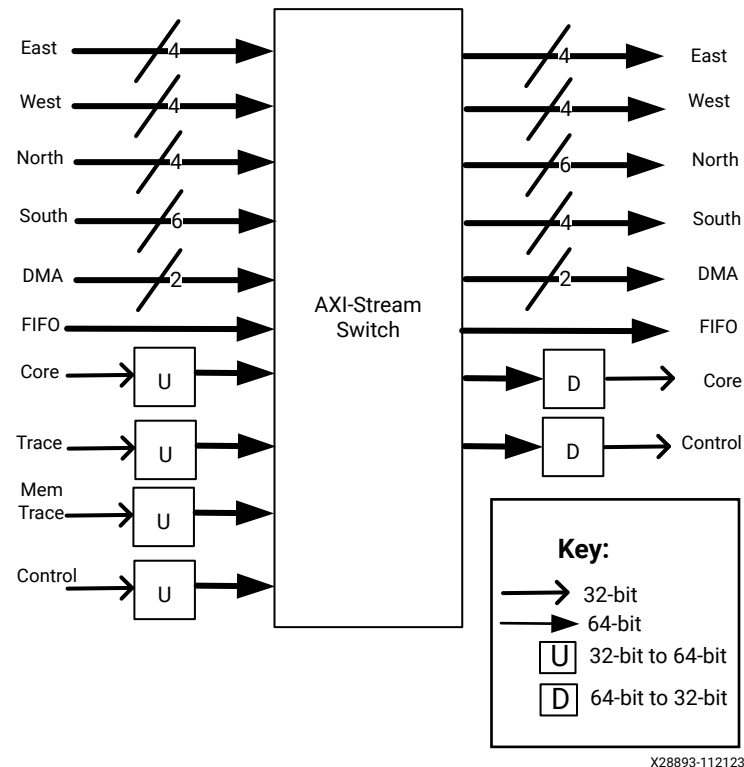 East
4
West
4
North
4
South
6
DMA
2
FIFO
Core
U
Trace
U
Mem
Trace
U
Control
U
AXI-Stream
Switch
4
East
4
West
6
North
4
South
2
DMA
FIFO
D
Core
D
Control
Key:
32-bit
64-bit
U 32-bit to 64-bit
D 64-bit to 32-bit
X28893-112123